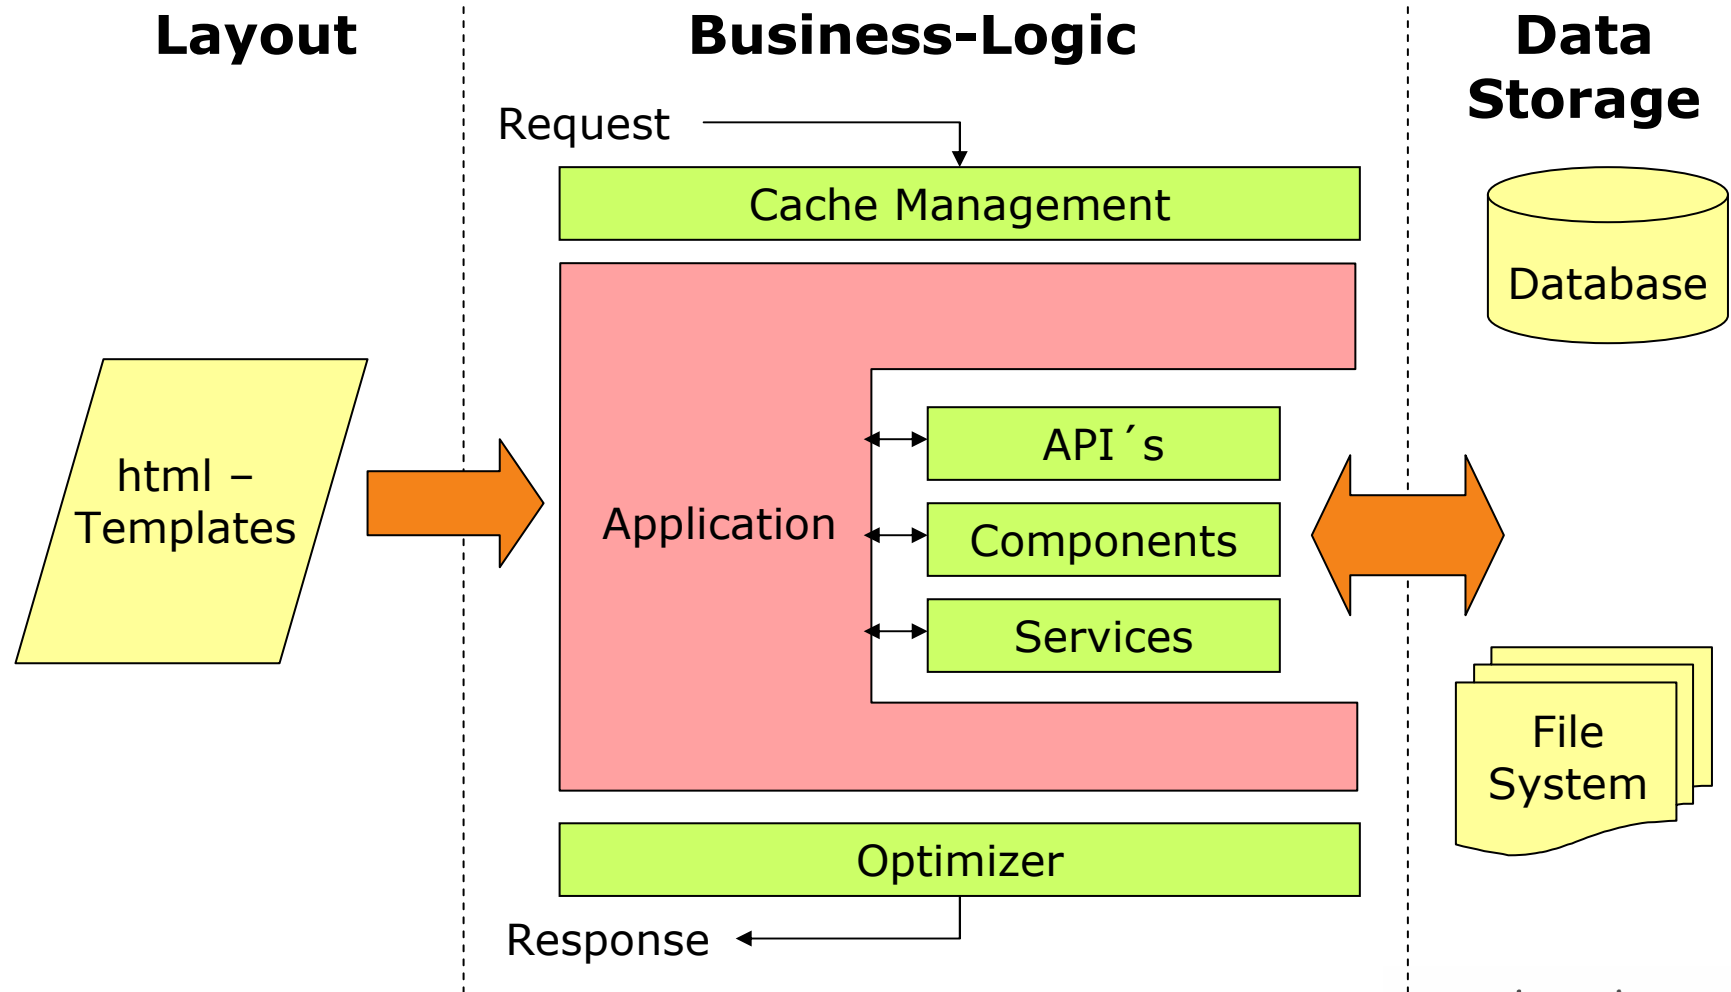 Layout
Business-Logic
Data
Storage
Request
Cache Management
Database
html –
Templates
Application
API´s
Components
Services
File
System
Optimizer
Response